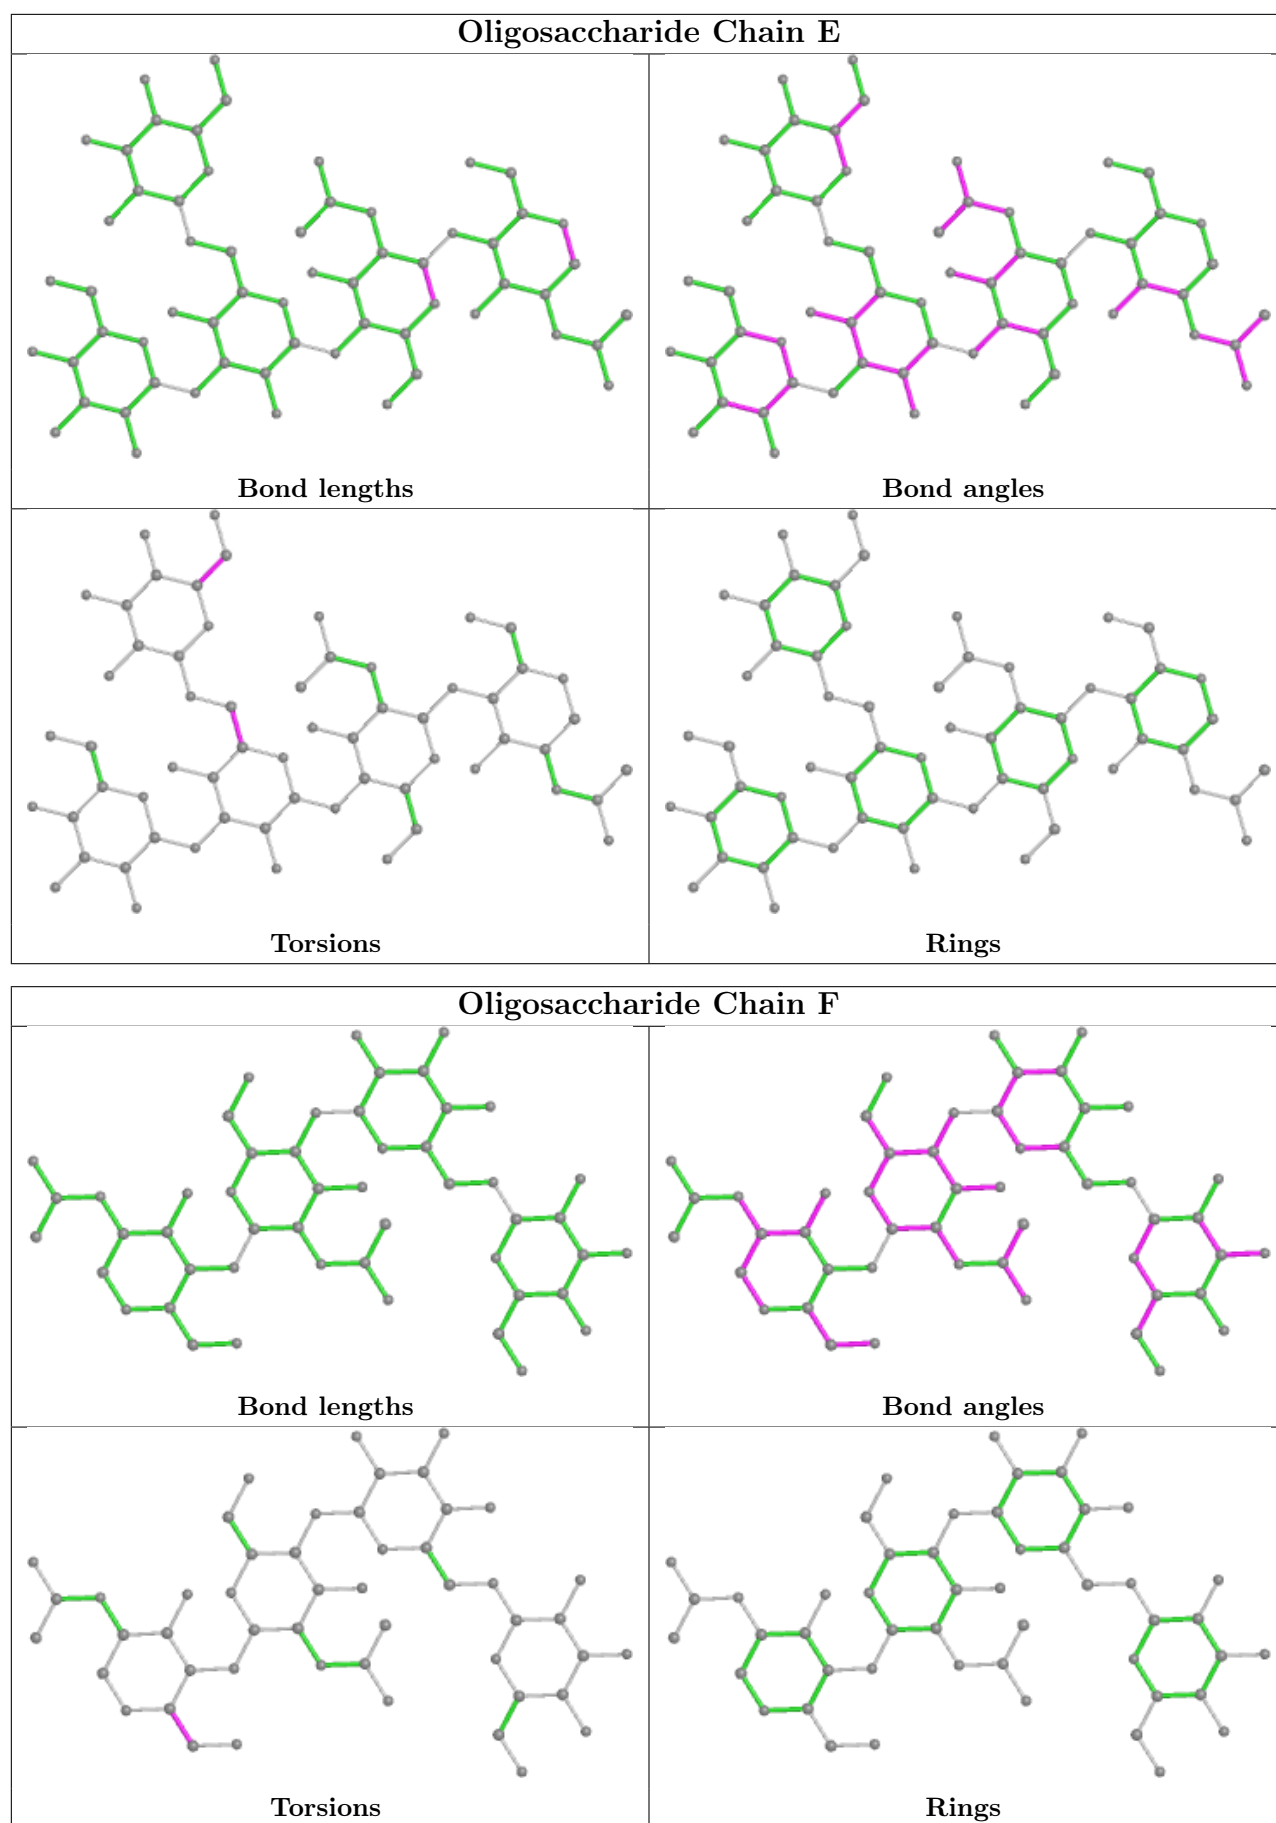 Oligosaccharide Chain E
Bond lengths
Bond angles
Torsions
Rings
Oligosaccharide Chain F
Bond lengths
Bond angles
Torsions
Rings